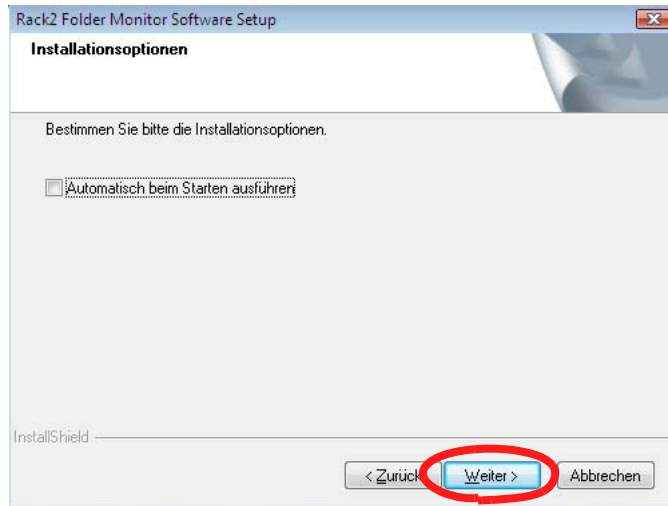 Rack2 Folder Monitor Software Setup
Installationsoptionen
Bestimmen Sie bitte die Installationsoptionen.
Automatisch beim Starten ausführen
InstallShield
< Zurück
Weiter >
Abbrechen